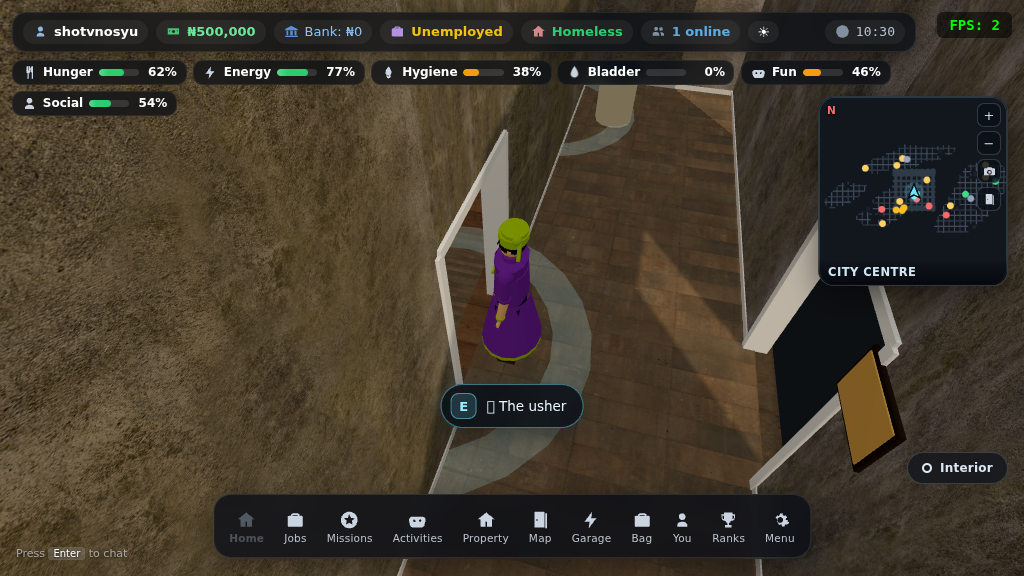 shotvnosyu ₦500,000 Bank: ₦0 Unemployed Homeless 1 online 10:30
FPS: 2
Hunger 62% Energy 77% Hygiene 38% Bladder 0% Fun 46%
Social 54%
N
+
−
CITY CENTRE
E The usher
Interior
Home Jobs Missions Activities Property Map Garage Bag You Ranks Menu
Press Enter to chat